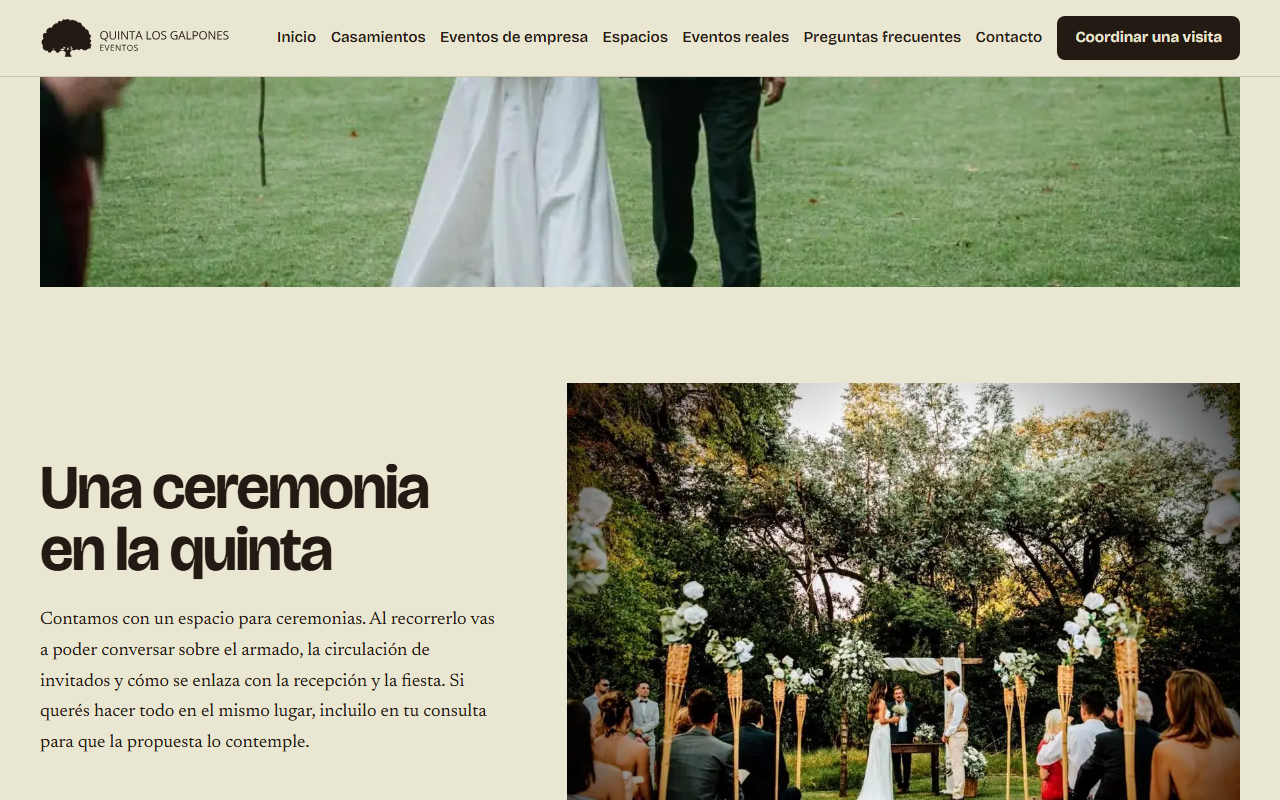 QUINTA LOS GALPONES
EVENTOS
Inicio
Casamientos
Eventos de empresa
Espacios
Eventos reales
Preguntas frecuentes
Contacto
Coordinar una visita
Una ceremonia
en la quinta
Contamos con un espacio para ceremonias. Al recorrerlo vas
a poder conversar sobre el armado, la circulación de
invitados y cómo se enlaza con la recepción y la fiesta. Si
querés hacer todo en el mismo lugar, incluilo en tu consulta
para que la propuesta lo contemple.